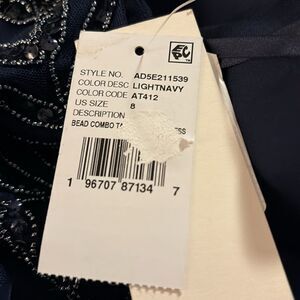 STYLE NO. AD5E211539
COLOR DESC LIGHTNAVY
COLOR CODE AT412
US SIZE 8
DESCRIPTION
BEAD COMBO
1 96707 87134 7